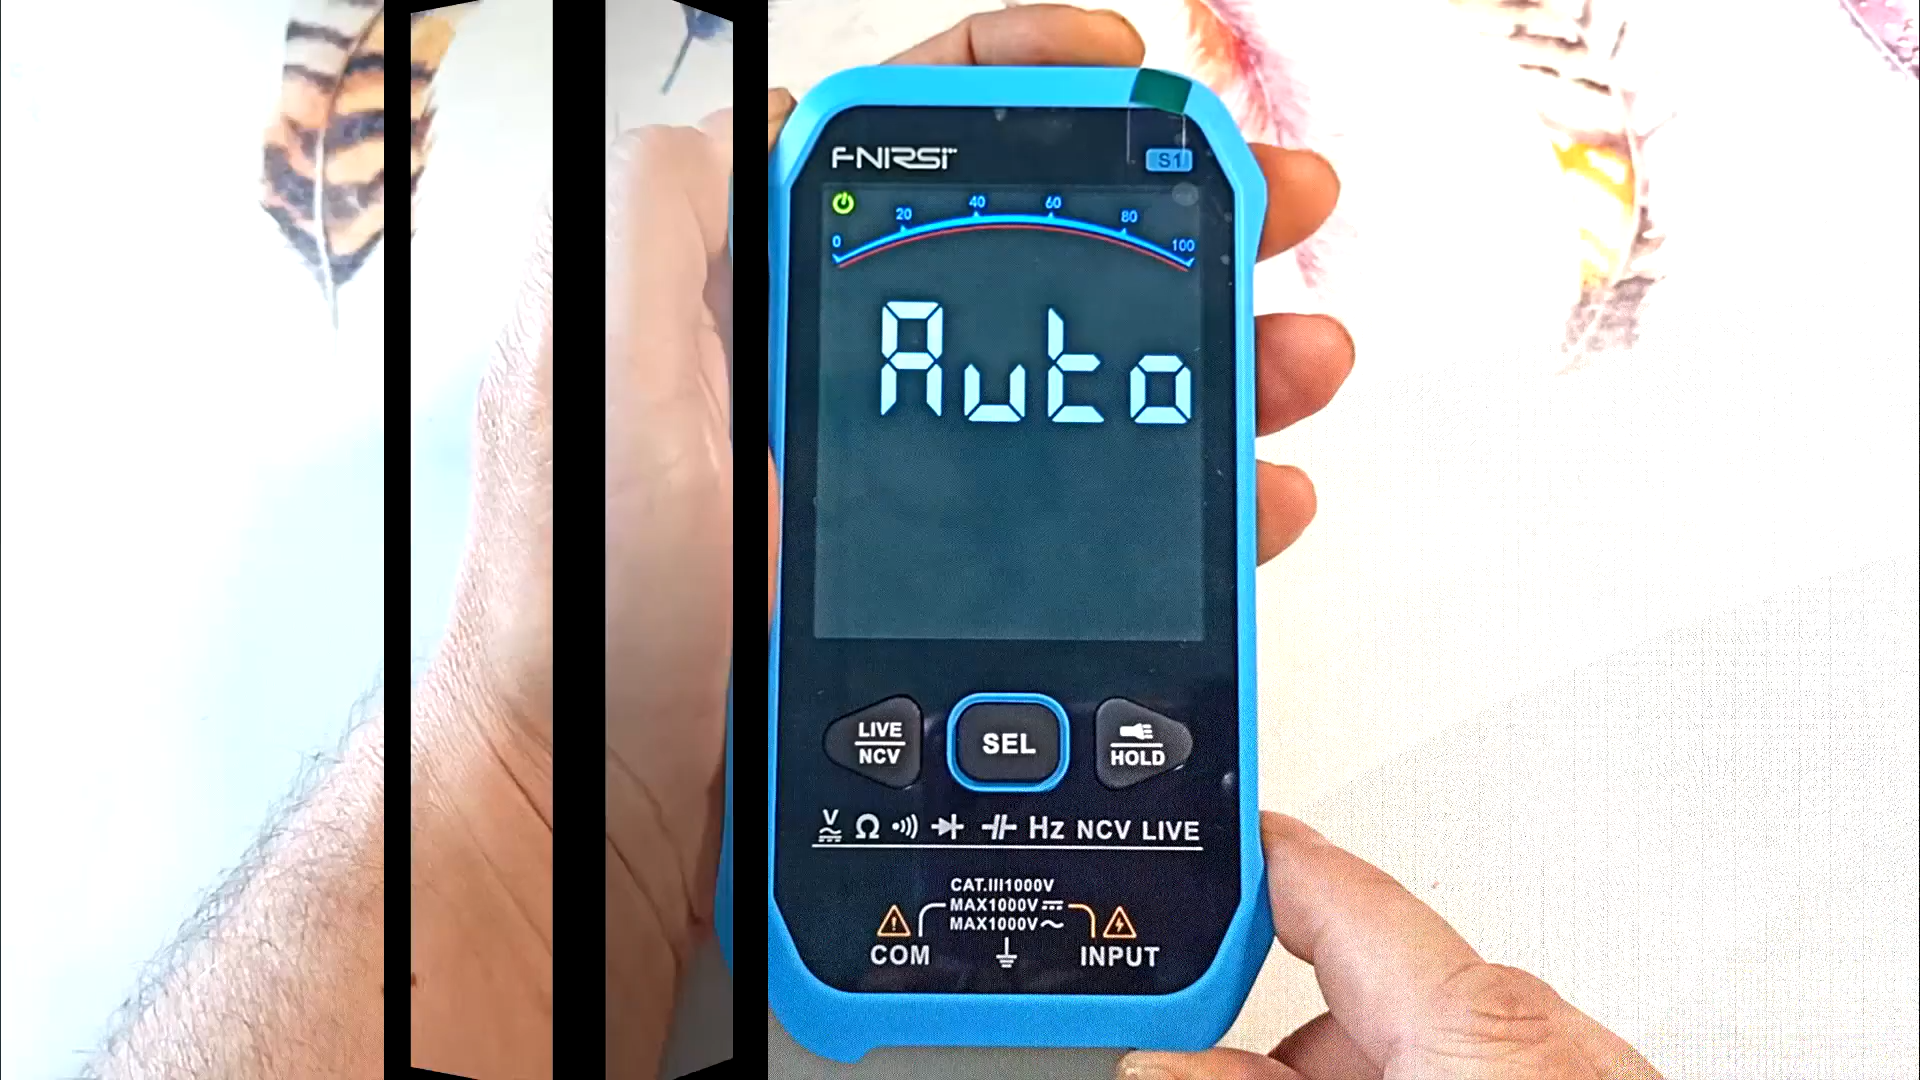 FNIRSI
S1
0 20 40 60 80 100
Auto
LIVE
NCV
SEL
HOLD
V Ω Hz NCV LIVE
CAT.III1000V
MAX1000V
MAX1000V
COM
INPUT